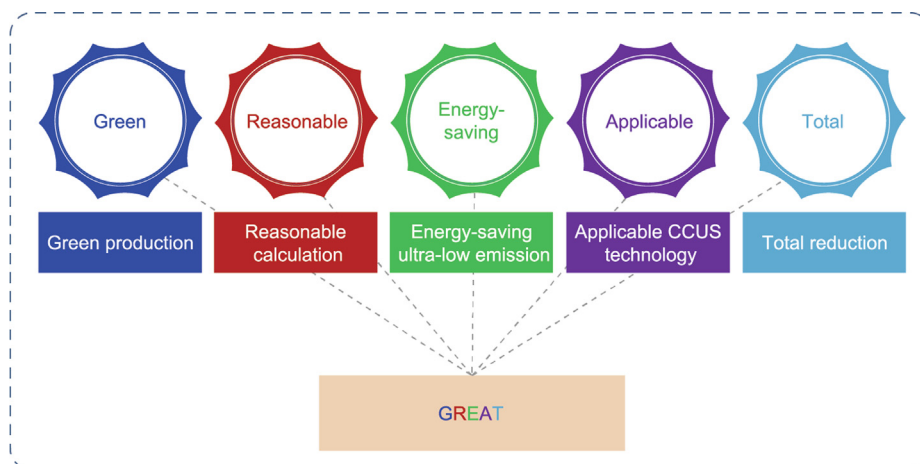 Green
Reasonable
Energy-
saving
Applicable
Total
Green production
Reasonable
calculation
Energy-saving
ultra-low emission
Applicable CCUS
technology
Total reduction
GREAT